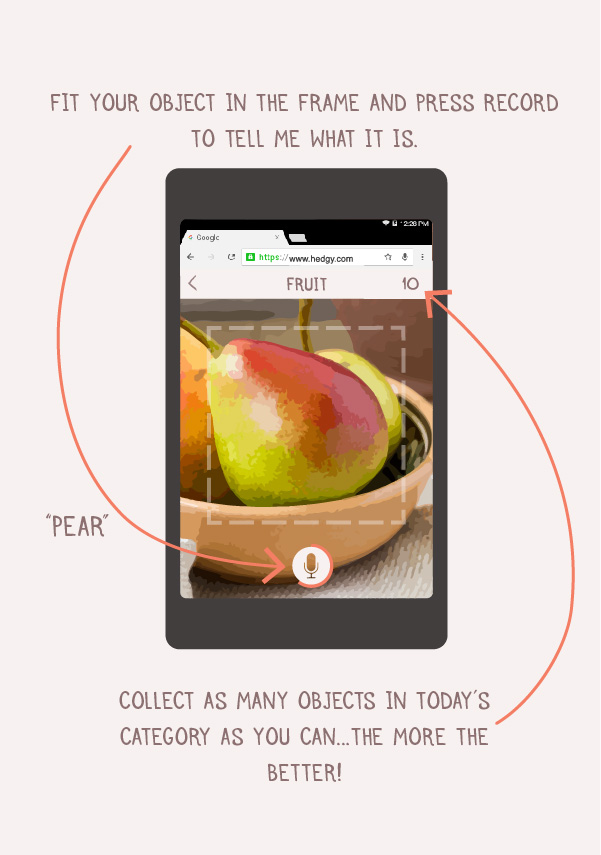 FIT YOUR OBJECT IN THE FRAME AND PRESS RECORD
TO TELL ME WHAT IT IS.
2:26 PM
Google
https://www.hedgy.com
FRUIT 10
"PEAR"
COLLECT AS MANY OBJECTS IN TODAY'S
CATEGORY AS YOU CAN...THE MORE THE
BETTER!